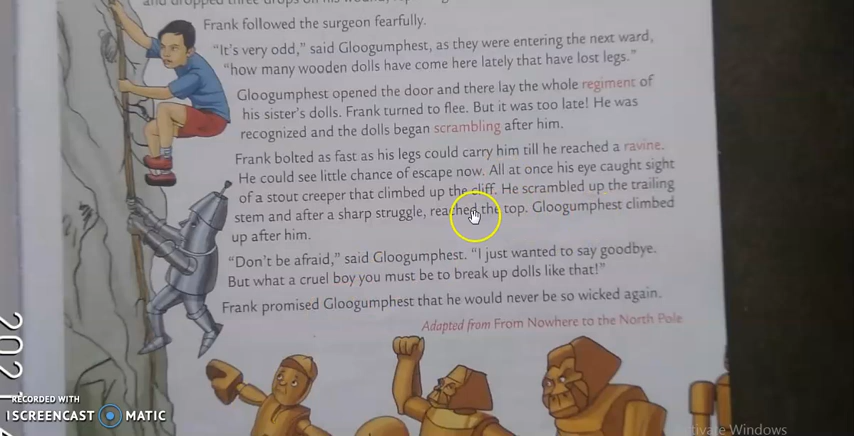 and dropped three drops on his wound,
Frank followed the surgeon fearfully.
"It's very odd," said Gloogumphest, as they were entering the next ward,
"how many wooden dolls have come here lately that have lost legs."
Gloogumphest opened the door and there lay the whole regiment of
his sister's dolls. Frank turned to flee. But it was too late! He was
recognized and the dolls began scrambling after him.
Frank bolted as fast as his legs could carry him till he reached a ravine.
He could see little chance of escape now. All at once his eye caught sight
of a stout creeper that climbed up the cliff. He scrambled up the trailing
stem and after a sharp struggle, reached the top. Gloogumphest climbed
up after him.
"Don't be afraid," said Gloogumphest. "I just wanted to say goodbye.
But what a cruel boy you must be to break up dolls like that!"
Frank promised Gloogumphest that he would never be so wicked again.
Adapted from From Nowhere to the North Pole
RECORDED WITH
SCREENCAST MATIC
Windows